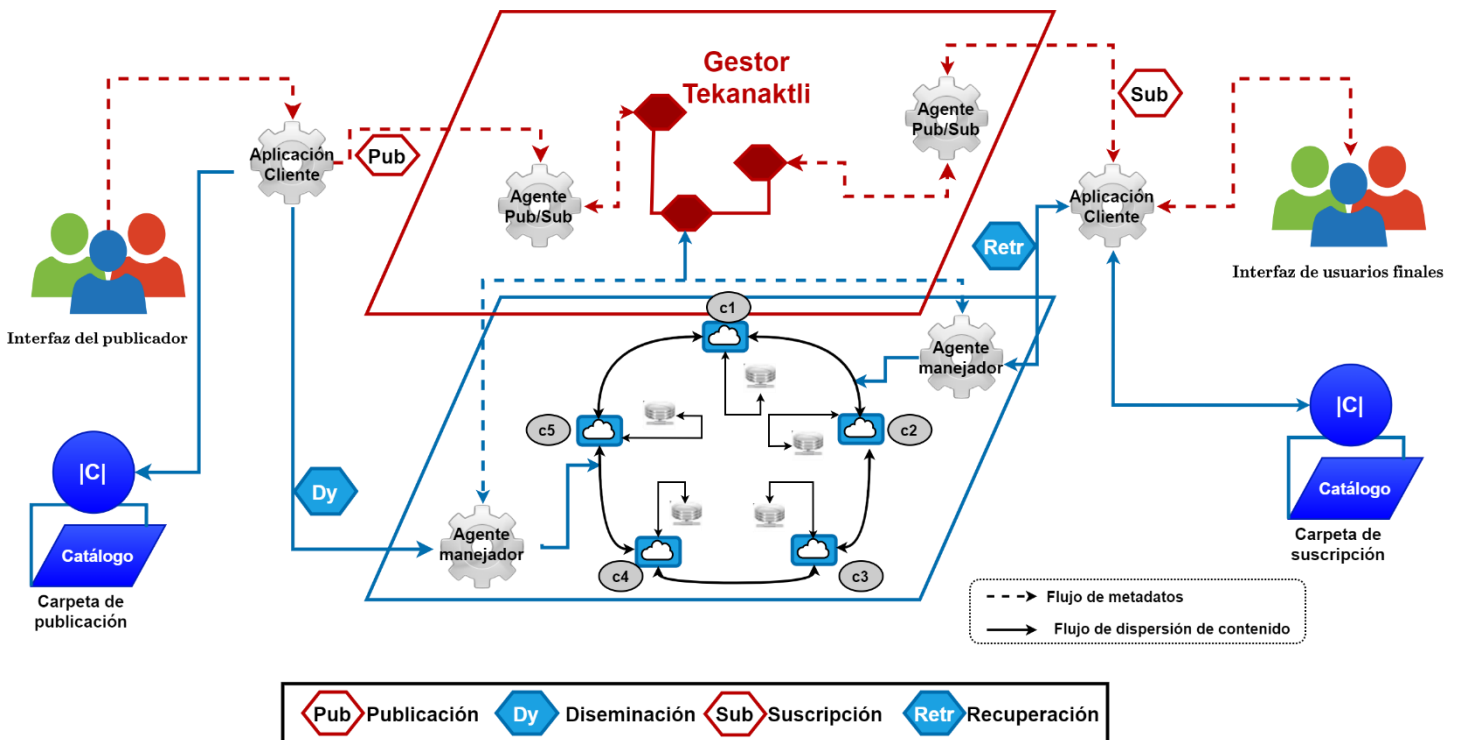 Gestor
Tekanaktli
Aplicación
Cliente
Pub
Agente
Pub/Sub
Agente
Pub/Sub
Sub
Aplicación
Cliente
Retr
Interfaz del publicador
Interfaz de usuarios finales
c1
Agente
manejador
c5
c2
|C|
Catálogo
Carpeta de
publicación
Dy
Agente
manejador
c4
c3
|C|
Catálogo
Carpeta de
suscripción
Flujo de metadatos
Flujo de dispersión de contenido
Pub Publicación Dy Diseminación Sub Suscripción Retr Recuperación